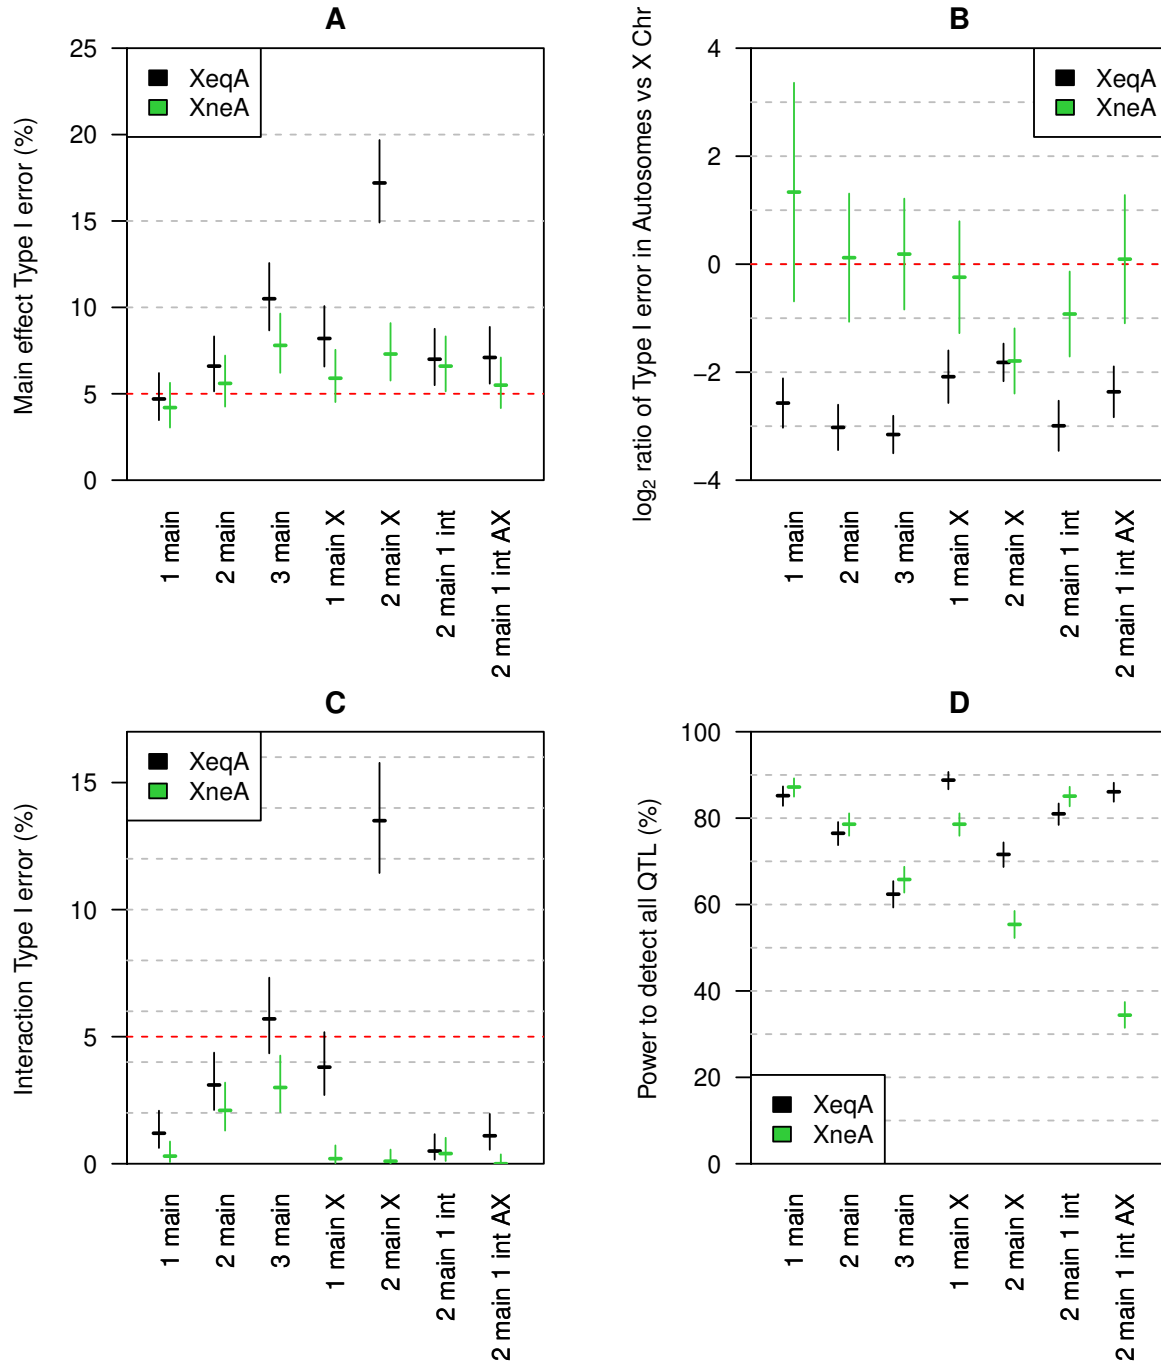 A
Main effect Type I error (%)
25
20
15
10
5
0
XeqA
XneA
1 main
2 main
3 main
1 main X
2 main X
2 main 1 int
2 main 1 int AX
B
log₂ ratio of Type I error in Autosomes vs X Chr
4
2
0
−2
−4
XeqA
XneA
1 main
2 main
3 main
1 main X
2 main X
2 main 1 int
2 main 1 int AX
C
Interaction Type I error (%)
15
10
5
0
XeqA
XneA
1 main
2 main
3 main
1 main X
2 main X
2 main 1 int
2 main 1 int AX
D
Power to detect all QTL (%)
100
80
60
40
20
0
XeqA
XneA
1 main
2 main
3 main
1 main X
2 main X
2 main 1 int
2 main 1 int AX